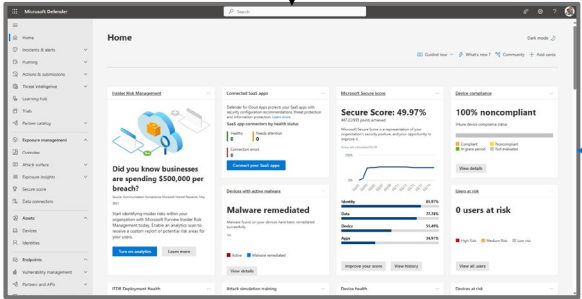 Microsoft Defender
Search
Home
Incidents & alerts
Hunting
Actions & submissions
Threat intelligence
Learning hub
Trials
Partner catalog
Exposure management
Overview
Attack surface
Exposure insights
Secure score
Data connectors
Assets
Devices
Identities
Endpoints
Vulnerability management
Partners and APIs
Home
Dark mode
Guided tour
What's new ?
Community
Add cards
Insider Risk Management
Did you know businesses
are spending $500,000 per
breach?
Start identifying insider risks within your
organization with Microsoft Purview Insider Risk
Management today. Enable an analytics scan to
receive a custom report of potential risk areas for
your users.
Turn on analytics
Learn more
ITDR Deployment Health
Connected SaaS apps
Defender for Cloud Apps protects your SaaS apps with
security configuration recommendations threat protection
and information protection. Learn more
SaaS app connectors by health status
Healthy
0
Needs attention
0
Connection errors
0
Connect your SaaS apps
Devices with active malware
Malware remediated
Malware found on your devices have been remediated
successfully.
Active
Malware remediated
View details
Attack simulation training
Microsoft Secure Score
Secure Score: 49.97%
Microsoft Secure Score is a representation of your
organization's security posture, and your opportunity to
improve it.
100%
Identity
81.97%
Data
77.78%
Device
Apps
Improve your score
View history
Device health
Device compliance
100% noncompliant
Intune device compliance status
Compliant
Noncompliant
In grace period
Not evaluated
View details
Users at risk
0 users at risk
High Risk
Medium Risk
Low risk
View all users
Devices at risk